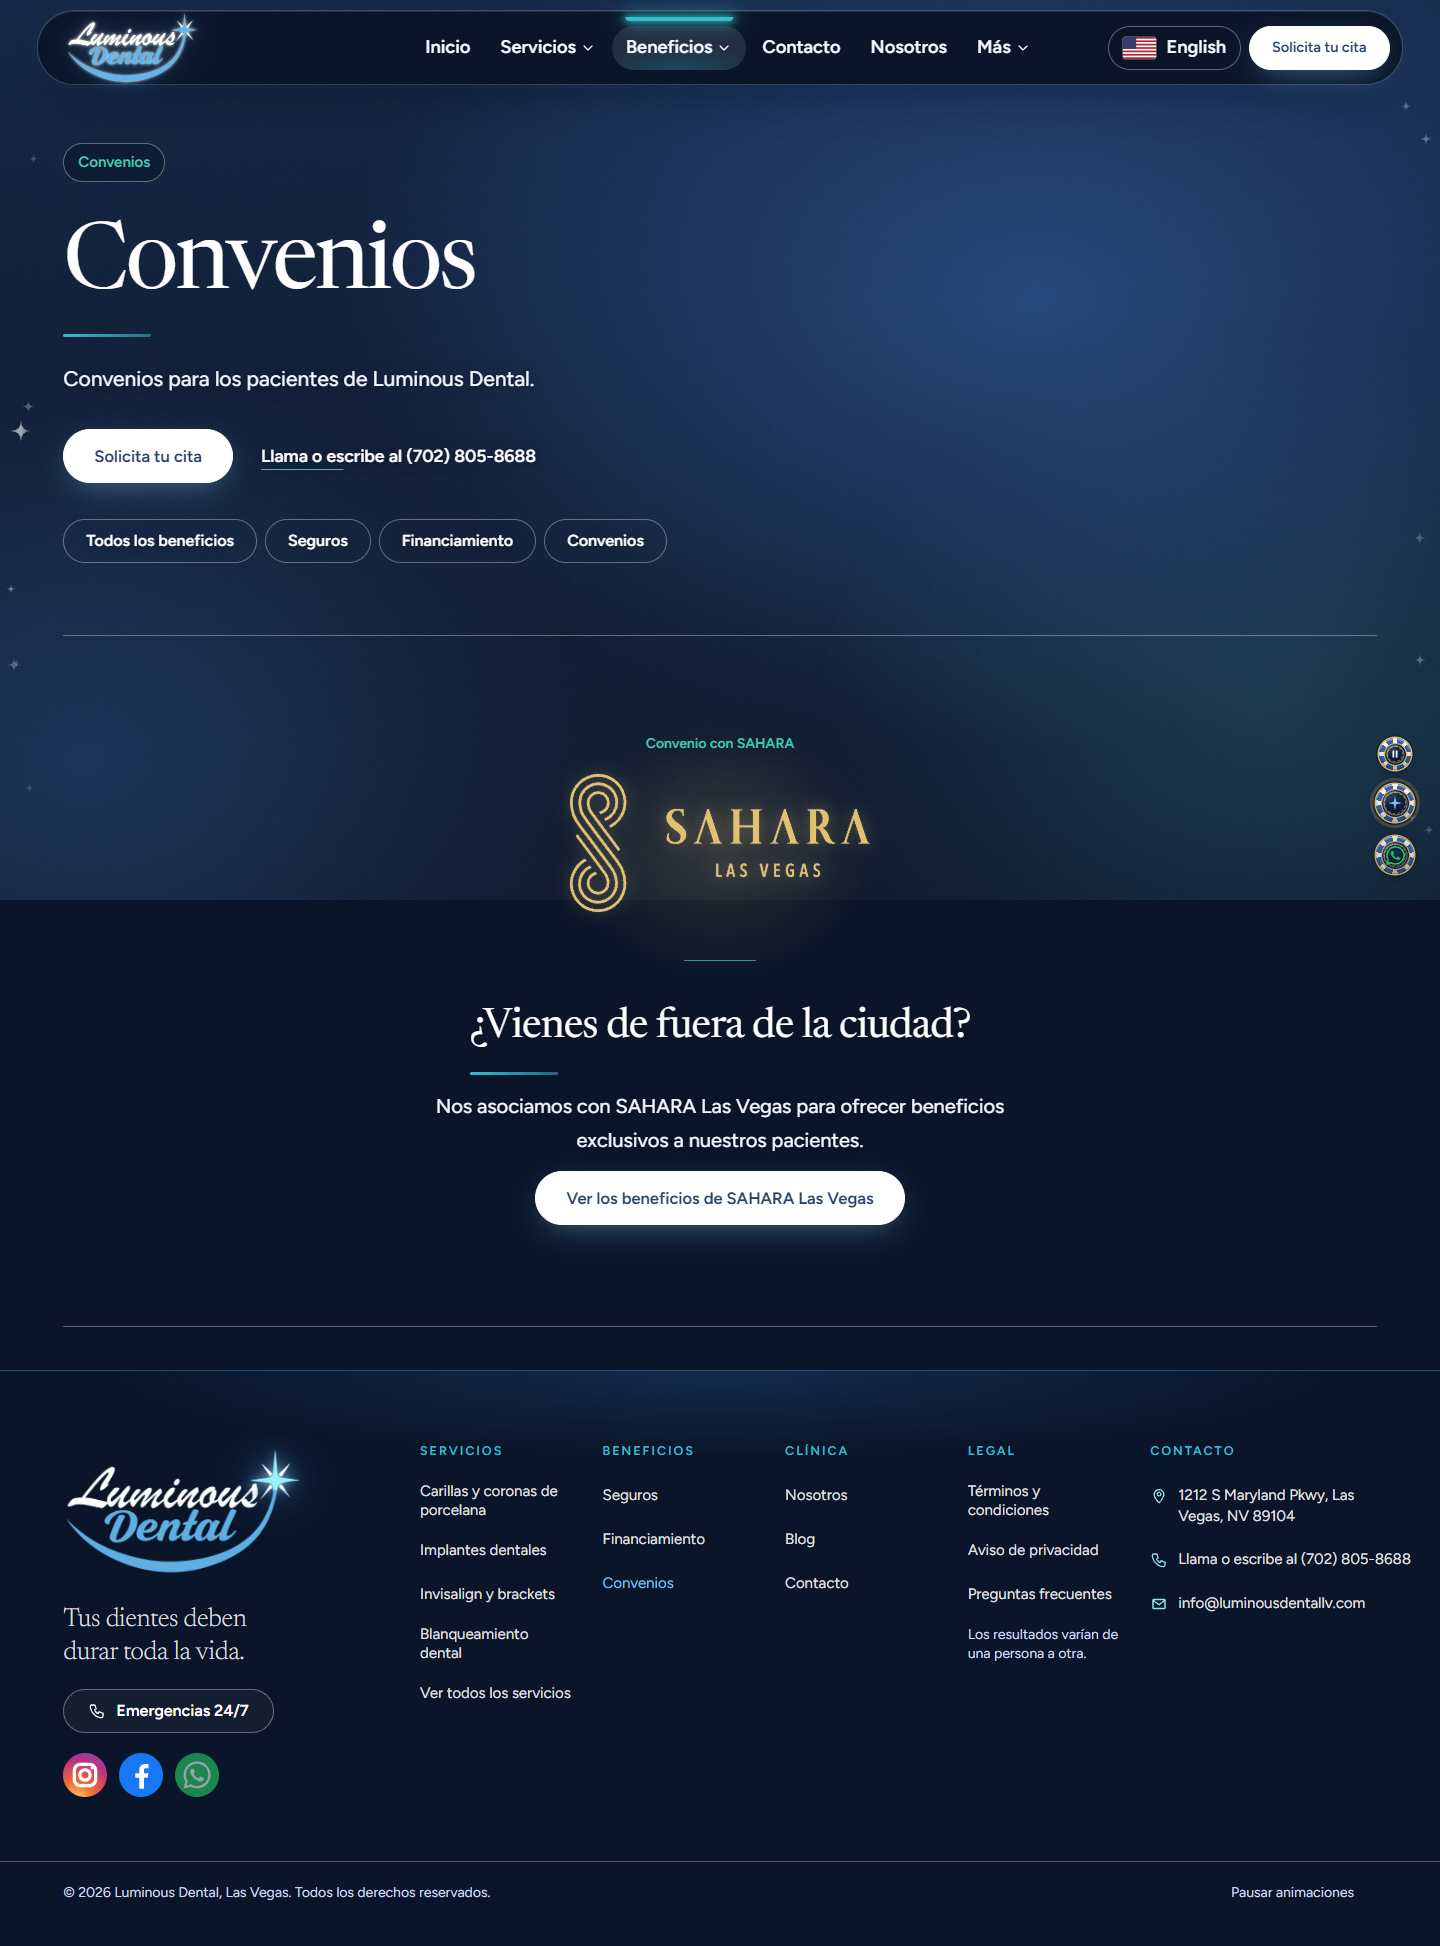 Luminous
Dental
Inicio
Servicios
Beneficios
Contacto
Nosotros
Más
English
Solicita tu cita
Convenios
Convenios
Convenios para los pacientes de Luminous Dental.
Solicita tu cita
Llama o escribe al (702) 805-8688
Todos los beneficios
Seguros
Financiamiento
Convenios
Convenio con SAHARA
SAHARA
LAS VEGAS
¿Vienes de fuera de la ciudad?
Nos asociamos con SAHARA Las Vegas para ofrecer beneficios
exclusivos a nuestros pacientes.
Ver los beneficios de SAHARA Las Vegas
Luminous
Dental
Tus dientes deben
durar toda la vida.
Emergencias 24/7
SERVICIOS
Carillas y coronas de
porcelana
Implantes dentales
Invisalign y brackets
Blanqueamiento
dental
Ver todos los servicios
BENEFICIOS
Seguros
Financiamiento
Convenios
CLÍNICA
Nosotros
Blog
Contacto
LEGAL
Términos y
condiciones
Aviso de privacidad
Preguntas frecuentes
Los resultados varían de
una persona a otra.
CONTACTO
1212 S Maryland Pkwy, Las
Vegas, NV 89104
Llama o escribe al (702) 805-8688
info@luminousdentallv.com
© 2026 Luminous Dental, Las Vegas. Todos los derechos reservados.
Pausar animaciones